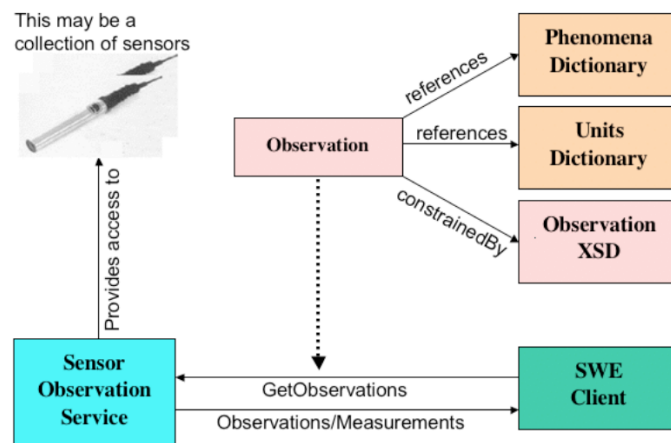 This may be a
collection of sensors
Phenomena
Dictionary
references
Observation
references
Units
Dictionary
constrainedBy
Observation
XSD
Provides access to
Sensor
Observation
Service
GetObservations
Observations/Measurements
SWE
Client